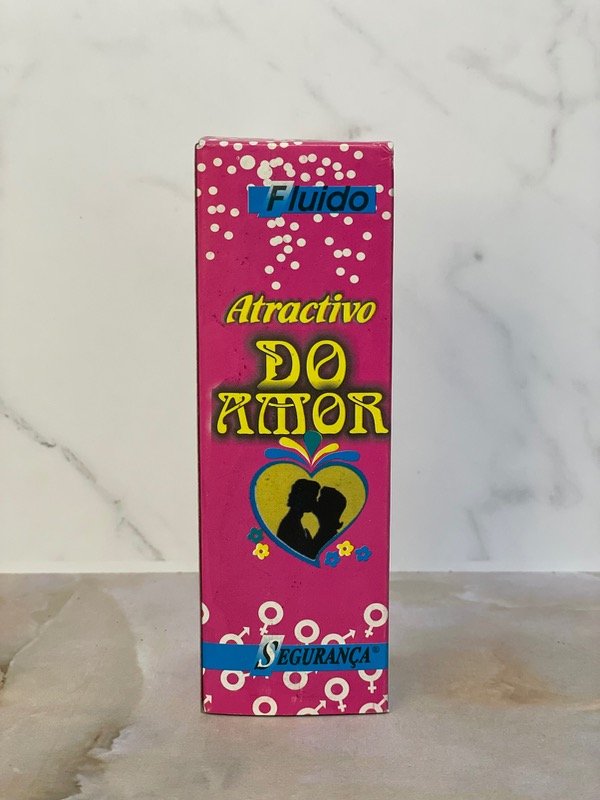 Fluido
Atractivo
DO
AMOR
SEGURANÇA®